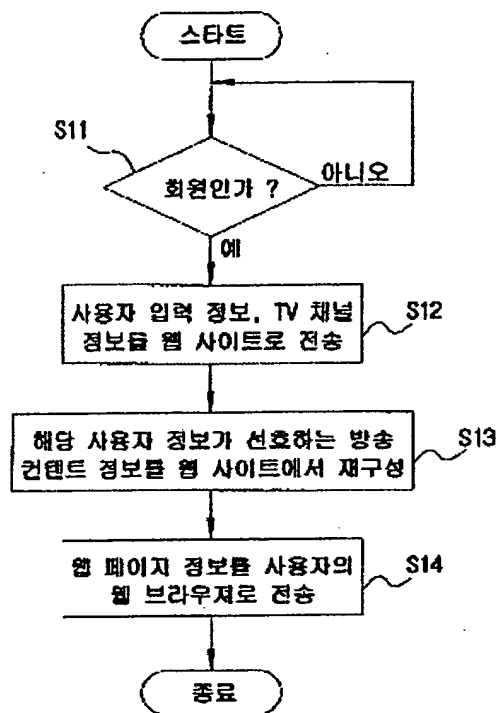 스타트
S11
회원인가 ?
아니오
예
사용자 입력 정보, TV 채널
정보를 웹 사이트로 전송
S12
해당 사용자 정보가 선호하는 방송
컨텐트 정보를 웹 사이트에서 재구성
S13
웹 페이지 정보를 사용자의
웹 브라우져로 전송
S14
종료